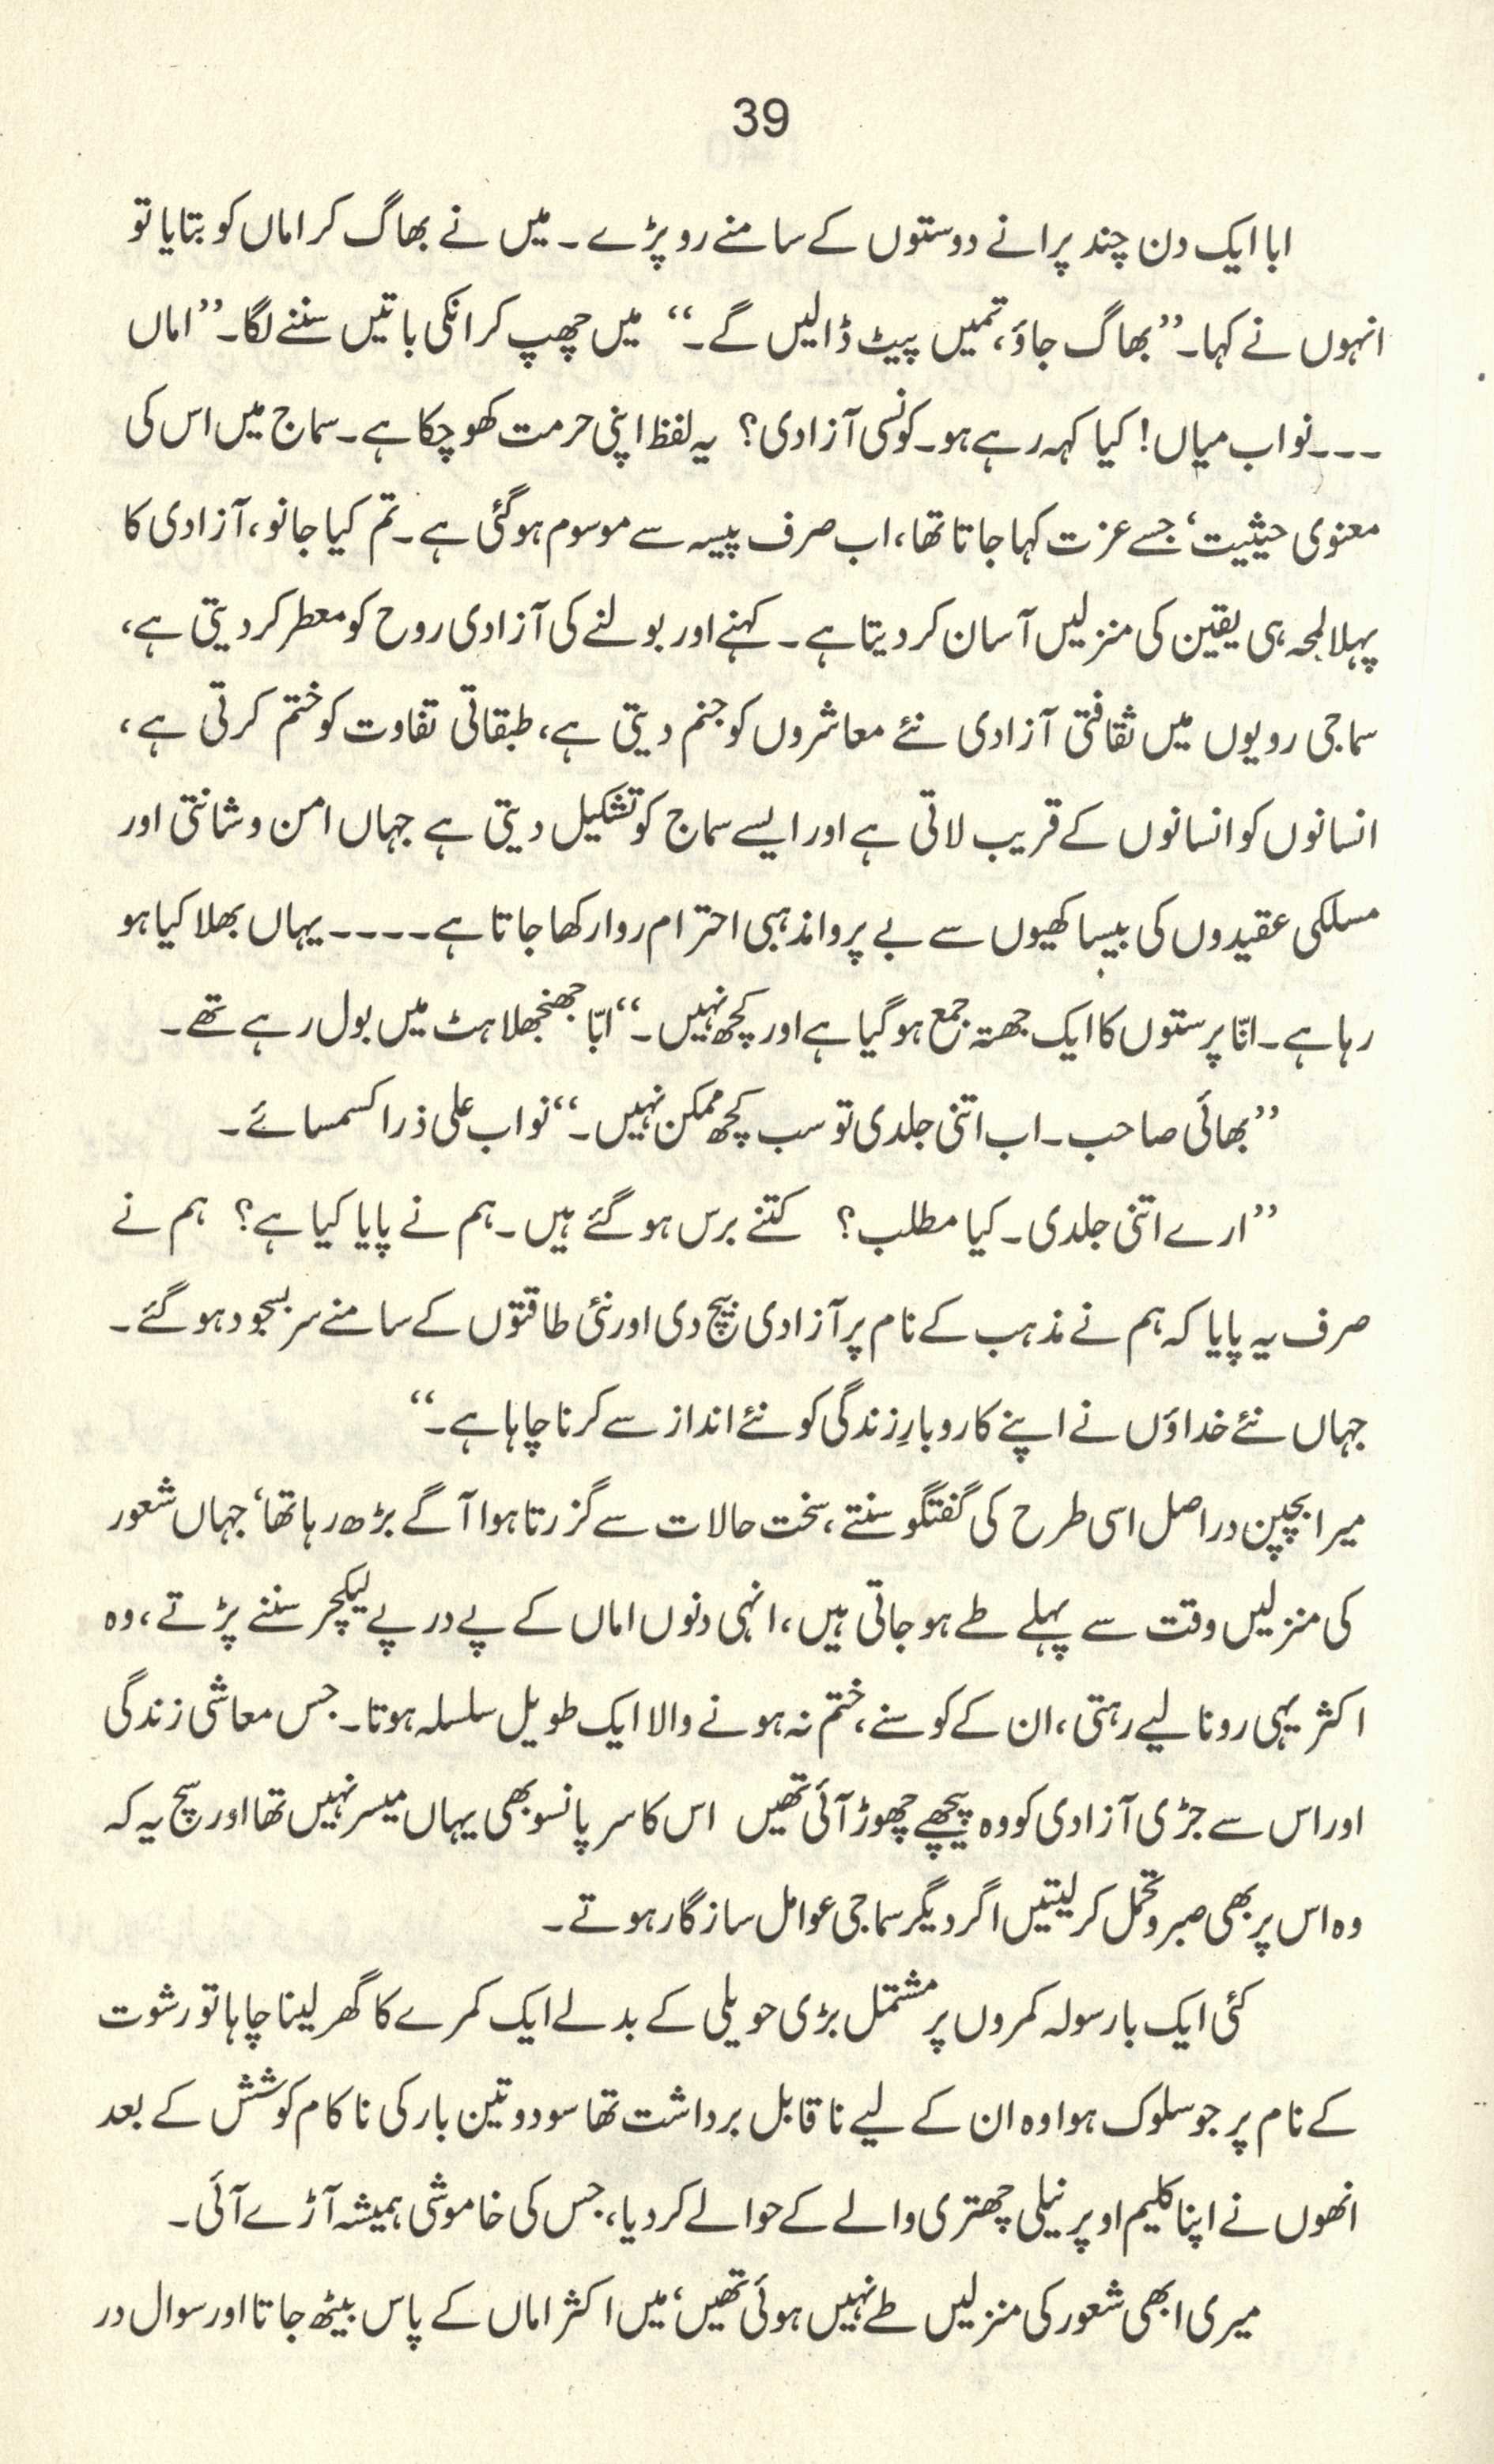 39
ابا ایک دن چند پرانے دوستوں کے سامنے رو پڑے ۔ میں نے بھاگ کر اماں کو بتایا تو
انہوں نے کہا۔ ’’بھاگ جاؤ، تمیں پیٹ ڈالیں گے۔‘‘ میں چھپ کر انکی باتیں سننے لگا۔ ’’اماں
۔۔۔نواب میاں! کیا کہہ رہے ہو۔ کونسی آزادی؟ یہ لفظ اپنی حرمت کھو چکا ہے۔ سماج میں اس کی
معنوی حیثیت‘ جسے عزت کہا جاتا تھا، اب صرف پیسہ سے موسوم ہو گئی ہے۔ تم کیا جانو، آزادی کا
پہلا لمحہ ہی یقین کی منزلیں آسان کر دیتا ہے ۔ کہنے اور بولنے کی آزادی روح کو معطر کر دیتی ہے،
سماجی رویوں میں ثقافتی آزادی نئے معاشروں کو جنم دیتی ہے، طبقاتی تفاوت کو ختم کرتی ہے،
انسانوں کو انسانوں کے قریب لاتی ہے اور ایسے سماج کو تشکیل دیتی ہے جہاں امن و شانتی اور
مسلکی عقیدوں کی بیساکھیوں سے بے پروا مذہبی احترام روا رکھا جاتا ہے۔۔۔۔ یہاں بھلا کیا ہو
رہا ہے۔ انّا پرستوں کا ایک جھتہ جمع ہو گیا ہے اور کچھ نہیں ۔‘‘ ابّا جھنجھلاہٹ میں بول رہے تھے۔
’’بھائی صاحب۔ اب اتنی جلدی تو سب کچھ ممکن نہیں۔‘‘ نواب علی ذرا کسمسائے۔
’’ارے اتنی جلدی۔ کیا مطلب؟ کتنے برس ہو گئے ہیں۔ ہم نے پایا کیا ہے؟ ہم نے
صرف یہ پایا کہ ہم نے مذہب کے نام پر آزادی بیچ دی اور نئی طاقتوں کے سامنے سر بسجود ہو گئے۔
جہاں نئے خداؤں نے اپنے کاروبارِ زندگی کو نئے انداز سے کرنا چاہا ہے۔‘‘
میرا بچپن دراصل اسی طرح کی گفتگو سنتے، سخت حالات سے گزرتا ہوا آگے بڑھ رہا تھا‘ جہاں شعور
کی منزلیں وقت سے پہلے طے ہو جاتی ہیں، انہی دنوں اماں کے پے در پے لیکچر سننے پڑتے، وہ
اکثر یہی رونا لیے رہتی، ان کے کوسنے، ختم نہ ہونے والا ایک طویل سلسلہ ہوتا۔ جس معاشی زندگی
اور اس سے جڑی آزادی کو وہ پیچھے چھوڑ آئی تھیں اس کا سر پانسو بھی یہاں میسر نہیں تھا اور سچ یہ کہ
وہ اس پر بھی صبر و تحمل کر لیتیں اگر دیگر سماجی عوامل سازگار ہوتے۔
کئی ایک بار سولہ کمروں پر مشتمل بڑی حویلی کے بدلے ایک کمرے کا گھر لینا چاہا تو رشوت
کے نام پر جو سلوک ہوا وہ ان کے لیے ناقابل برداشت تھا سو دو تین بار کی ناکام کوشش کے بعد
انھوں نے اپنا کلیم اوپر نیلی چھتری والے کے حوالے کر دیا، جس کی خاموشی ہمیشہ آڑے آئی۔
میری ابھی شعور کی منزلیں طے نہیں ہوئی تھیں‘ میں اکثر اماں کے پاس بیٹھ جاتا اور سوال در